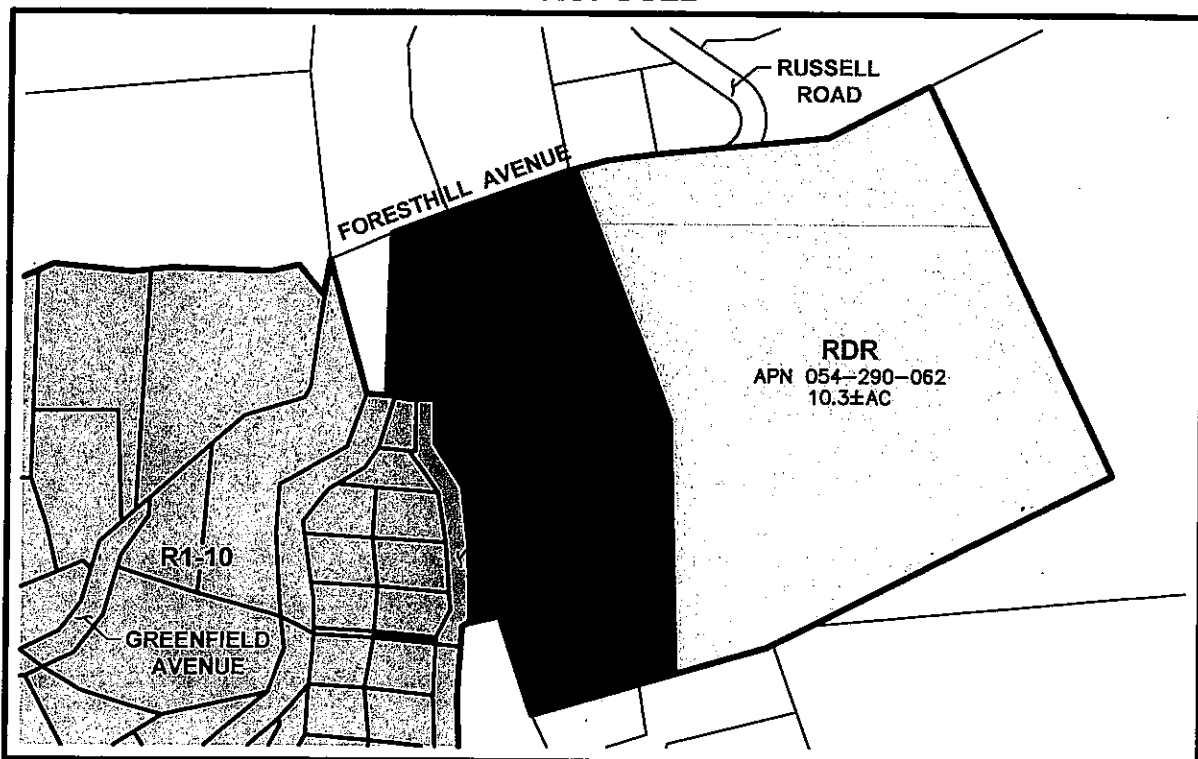 RUSSELL
ROAD
FORESTHILL AVENUE
RDR
APN 054-290-062
10.3±AC
R1-10
GREENFIELD
AVENUE